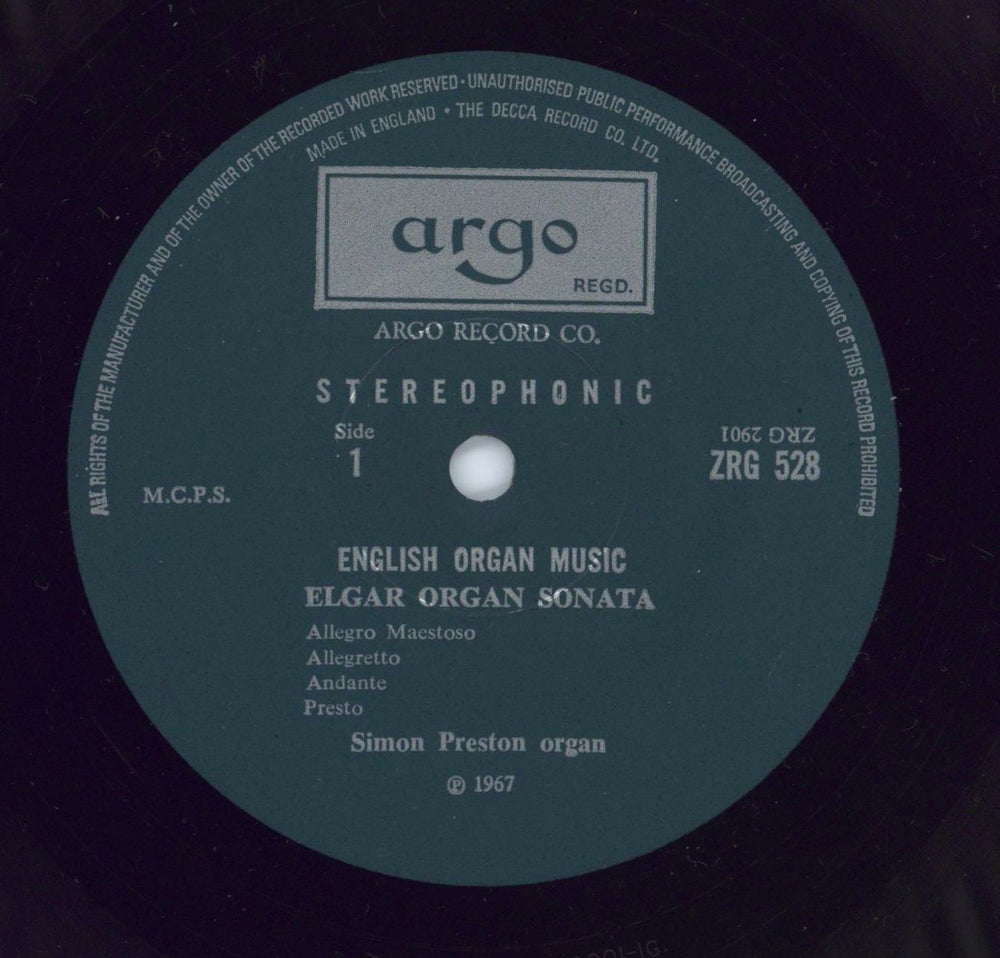 ALL RIGHTS OF THE MANUFACTURER AND OF THE OWNER OF THE RECORDED WORK RESERVED · UNAUTHORISED PUBLIC PERFORMANCE BROADCASTING AND COPYING OF THIS RECORD PROHIBITED
MADE IN ENGLAND • THE DECCA RECORD CO. LTD.
argo
REGD.
ARGO RECORD CO.
STEREOPHONIC
Side
1
ZRG 2901
ZRG 528
M.C.P.S.
ENGLISH ORGAN MUSIC
ELGAR ORGAN SONATA
Allegro Maestoso
Allegretto
Andante
Presto
Simon Preston organ
℗ 1967